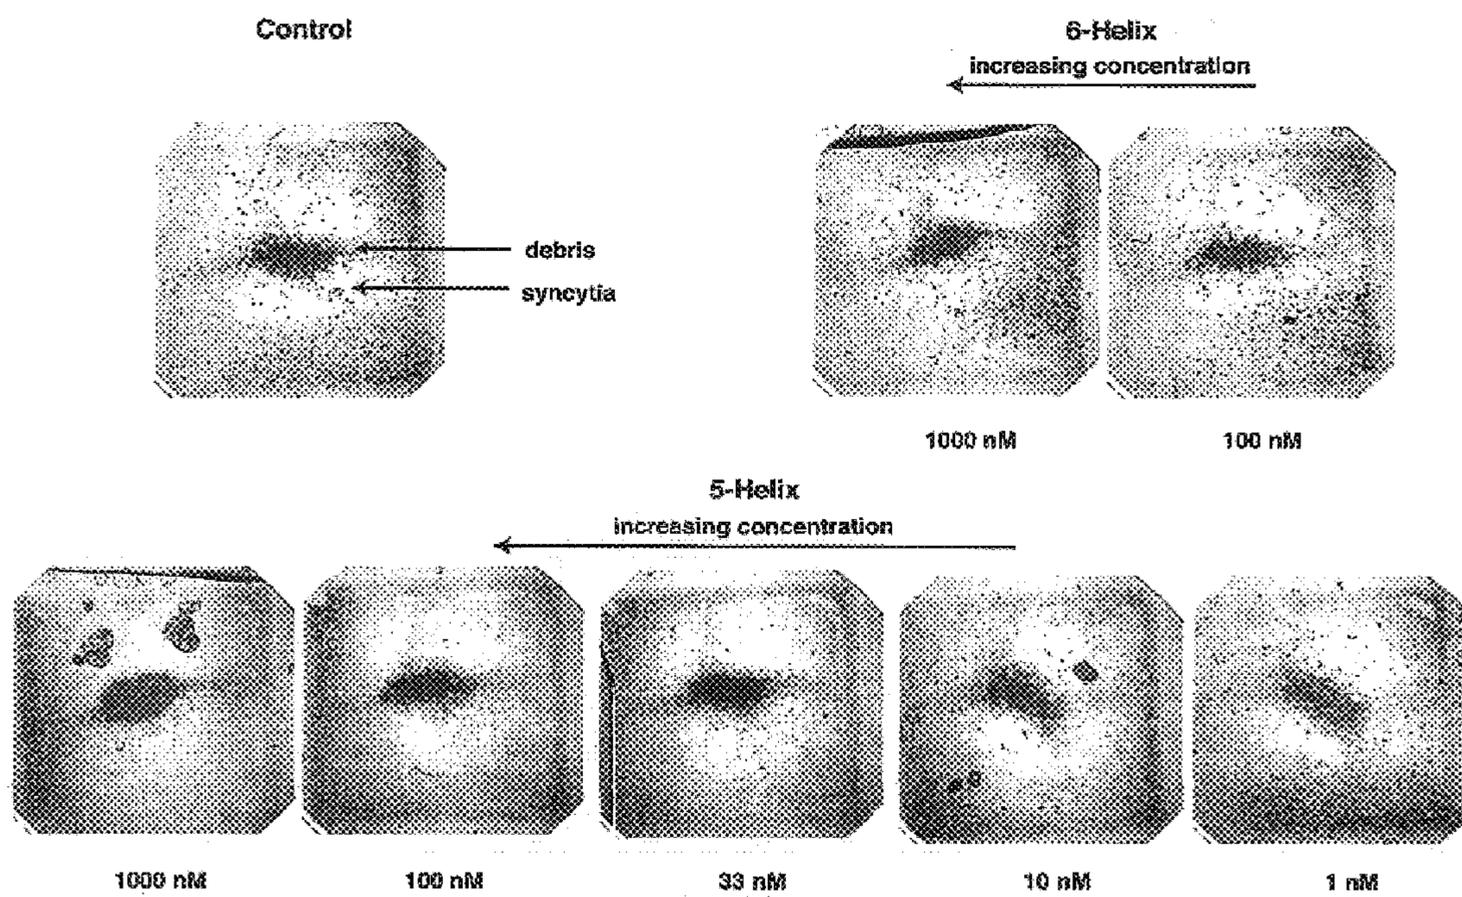 Control
6-Helix
increasing concentration
debris
syncytia
1000 nM
100 nM
5-Helix
increasing concentration
1000 nM
100 nM
33 nM
10 nM
1 nM